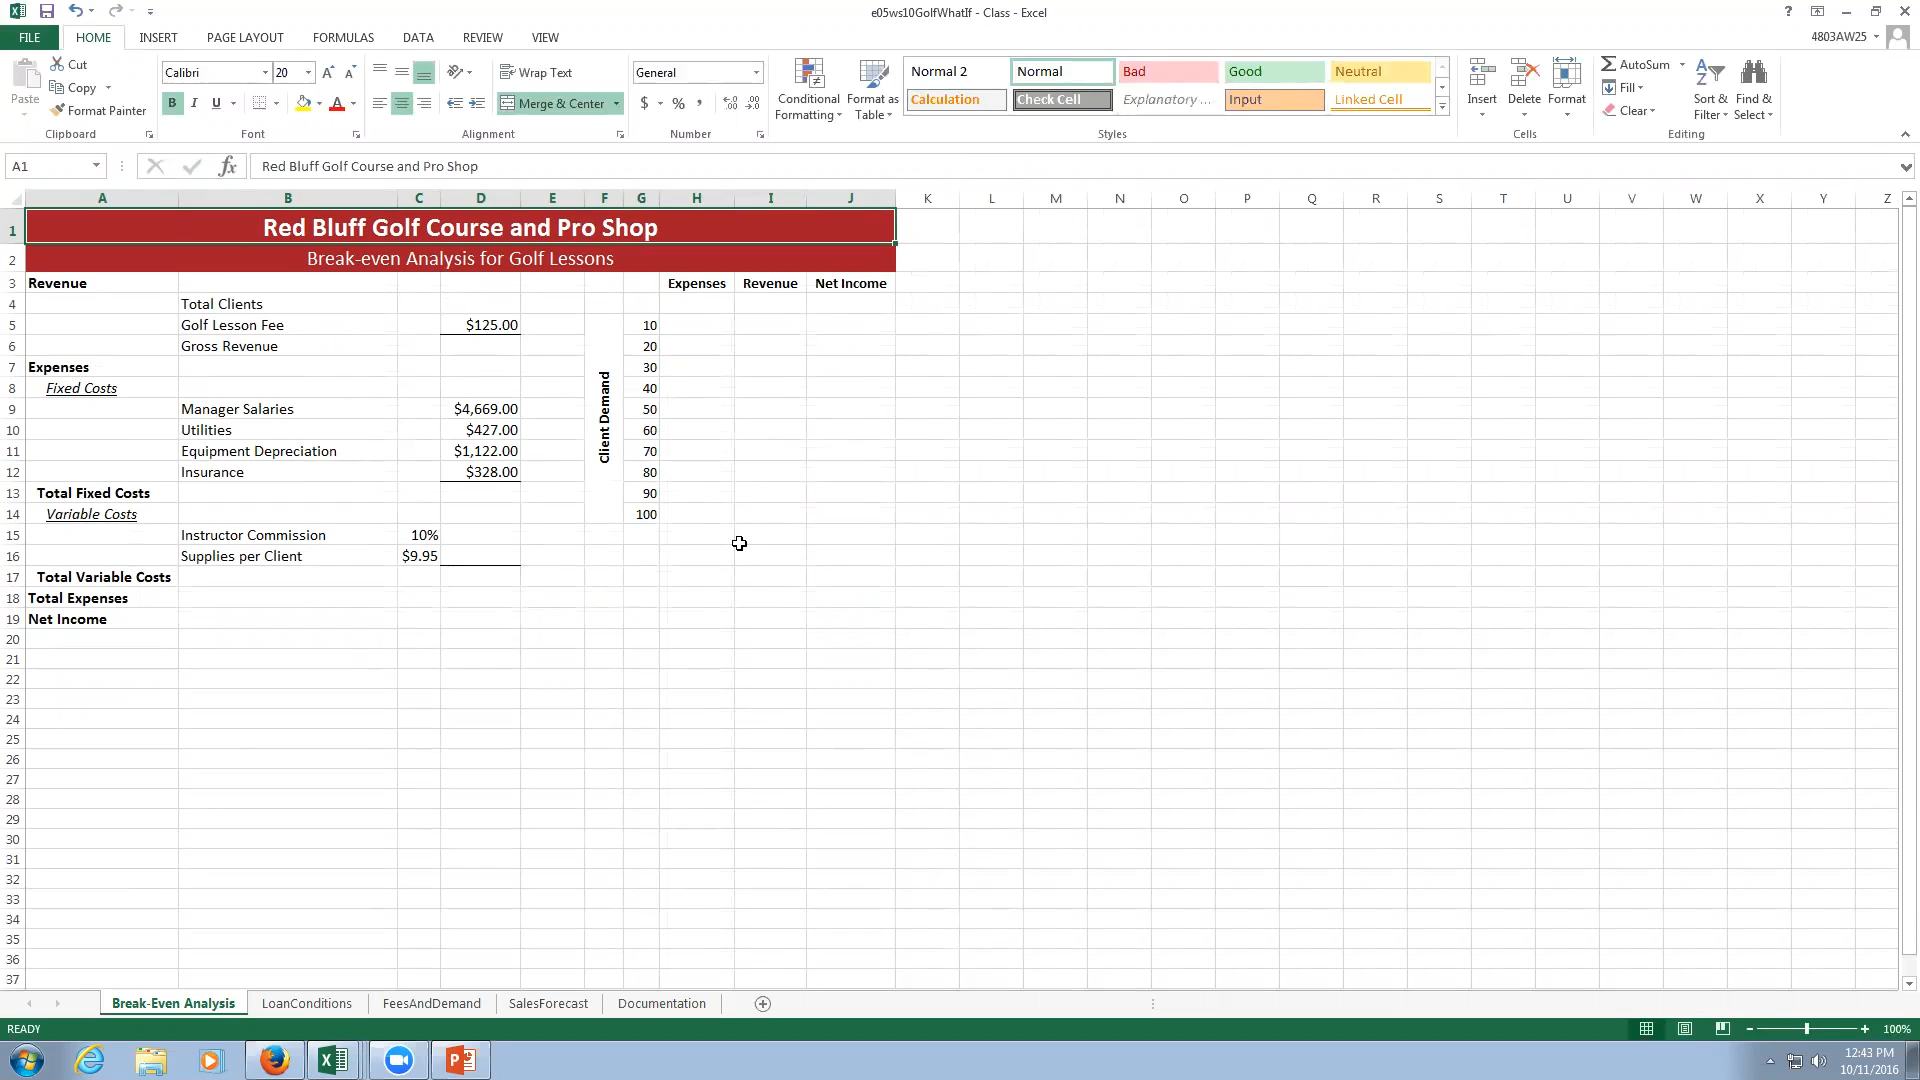 e05ws10GolfWhatIf - Class - Excel
FILE HOME INSERT PAGE LAYOUT FORMULAS DATA REVIEW VIEW 4803AW25
Paste Cut Copy Format Painter
Calibri 20 B I U
Wrap Text Merge & Center
General $ %
Conditional Formatting Format as Table
Normal 2 Normal Bad Good Neutral
Calculation Check Cell Explanatory ... Input Linked Cell
Insert Delete Format
AutoSum Fill Clear Sort & Filter Find & Select
Clipboard Font Alignment Number Styles Cells Editing
A1 fx Red Bluff Golf Course and Pro Shop
A B C D E F G H I J K L M N O P Q R S T U V W X Y Z
1 Red Bluff Golf Course and Pro Shop
2 Break-even Analysis for Golf Lessons
3 Revenue Expenses Revenue Net Income
4 Total Clients
5 Golf Lesson Fee $125.00 10
6 Gross Revenue 20
7 Expenses 30
8 Fixed Costs 40
Client Demand
9 Manager Salaries $4,669.00 50
10 Utilities $427.00 60
11 Equipment Depreciation $1,122.00 70
12 Insurance $328.00 80
13 Total Fixed Costs 90
14 Variable Costs 100
15 Instructor Commission 10%
16 Supplies per Client $9.95
17 Total Variable Costs
18 Total Expenses
19 Net Income
20
21
22
23
24
25
26
27
28
29
30
31
32
33
34
35
36
37
Break-Even Analysis LoanConditions FeesAndDemand SalesForecast Documentation
READY 100%
12:43 PM
10/11/2016